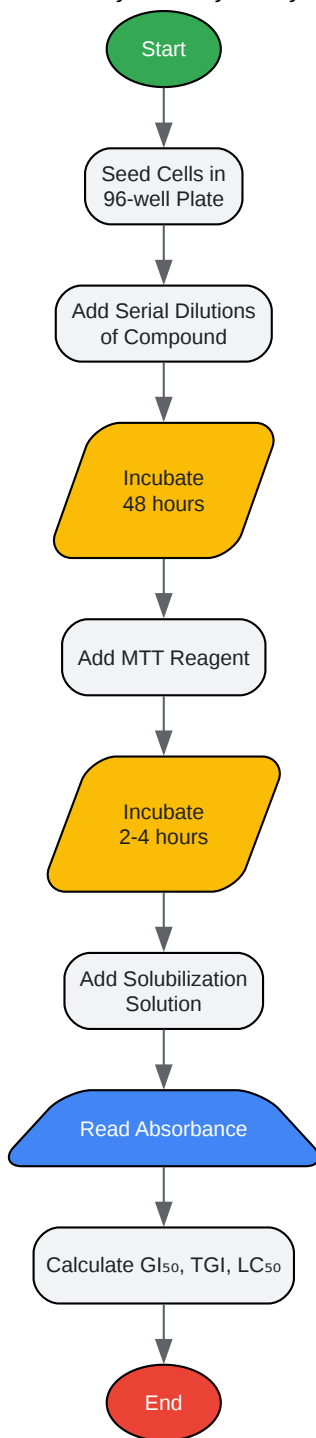 Start
Seed Cells in
96-well Plate
Add Serial Dilutions
of Compound
Incubate
48 hours
Add MTT Reagent
Incubate
2-4 hours
Add Solubilization
Solution
Read Absorbance
Calculate GI₅₀, TGI, LC₅₀
End